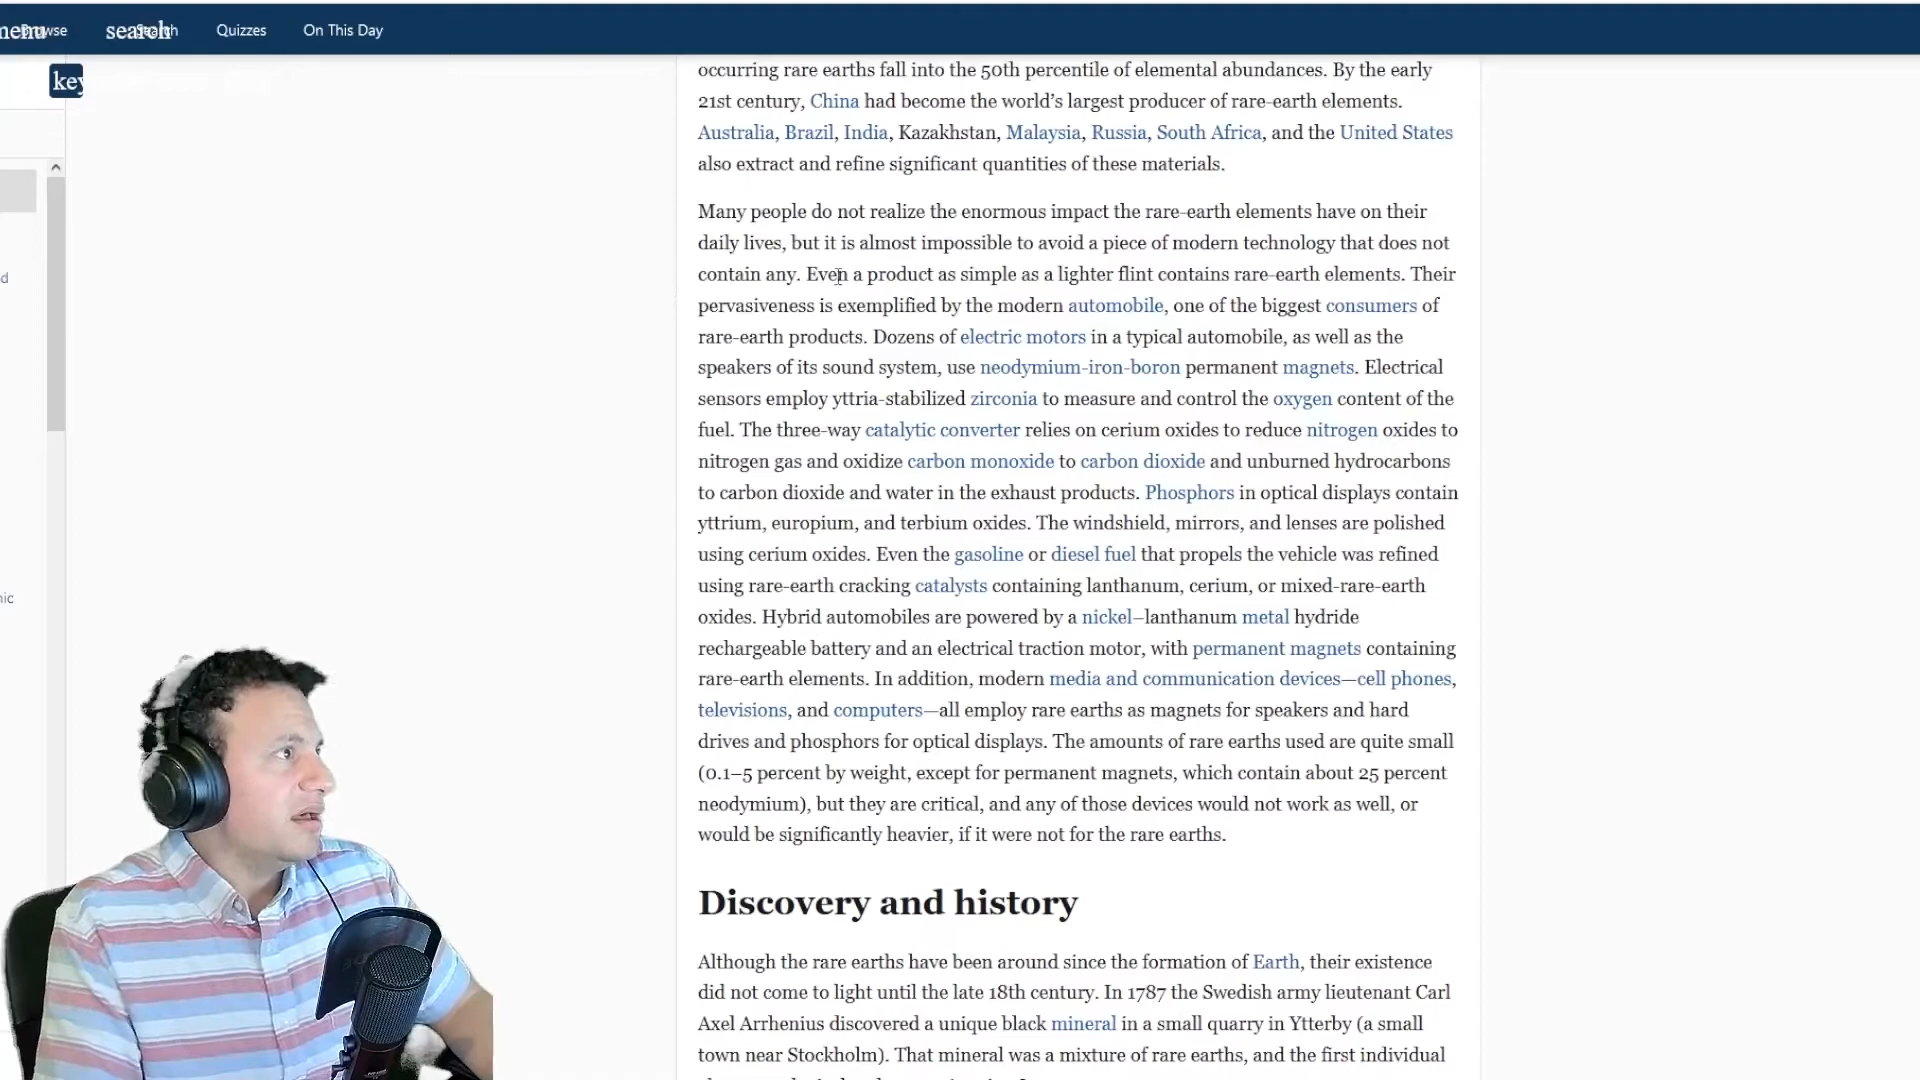 menu
Browse
search
Search
Quizzes
On This Day
key
occurring rare earths fall into the 50th percentile of elemental abundances. By the early
21st century, China had become the world’s largest producer of rare-earth elements.
Australia, Brazil, India, Kazakhstan, Malaysia, Russia, South Africa, and the United States
also extract and refine significant quantities of these materials.
Many people do not realize the enormous impact the rare-earth elements have on their
daily lives, but it is almost impossible to avoid a piece of modern technology that does not
contain any. Even a product as simple as a lighter flint contains rare-earth elements. Their
pervasiveness is exemplified by the modern automobile, one of the biggest consumers of
rare-earth products. Dozens of electric motors in a typical automobile, as well as the
speakers of its sound system, use neodymium-iron-boron permanent magnets. Electrical
sensors employ yttria-stabilized zirconia to measure and control the oxygen content of the
fuel. The three-way catalytic converter relies on cerium oxides to reduce nitrogen oxides to
nitrogen gas and oxidize carbon monoxide to carbon dioxide and unburned hydrocarbons
to carbon dioxide and water in the exhaust products. Phosphors in optical displays contain
yttrium, europium, and terbium oxides. The windshield, mirrors, and lenses are polished
using cerium oxides. Even the gasoline or diesel fuel that propels the vehicle was refined
using rare-earth cracking catalysts containing lanthanum, cerium, or mixed-rare-earth
oxides. Hybrid automobiles are powered by a nickel–lanthanum metal hydride
rechargeable battery and an electrical traction motor, with permanent magnets containing
rare-earth elements. In addition, modern media and communication devices—cell phones,
televisions, and computers—all employ rare earths as magnets for speakers and hard
drives and phosphors for optical displays. The amounts of rare earths used are quite small
(0.1–5 percent by weight, except for permanent magnets, which contain about 25 percent
neodymium), but they are critical, and any of those devices would not work as well, or
would be significantly heavier, if it were not for the rare earths.
Discovery and history
Although the rare earths have been around since the formation of Earth, their existence
did not come to light until the late 18th century. In 1787 the Swedish army lieutenant Carl
Axel Arrhenius discovered a unique black mineral in a small quarry in Ytterby (a small
town near Stockholm). That mineral was a mixture of rare earths, and the first individual